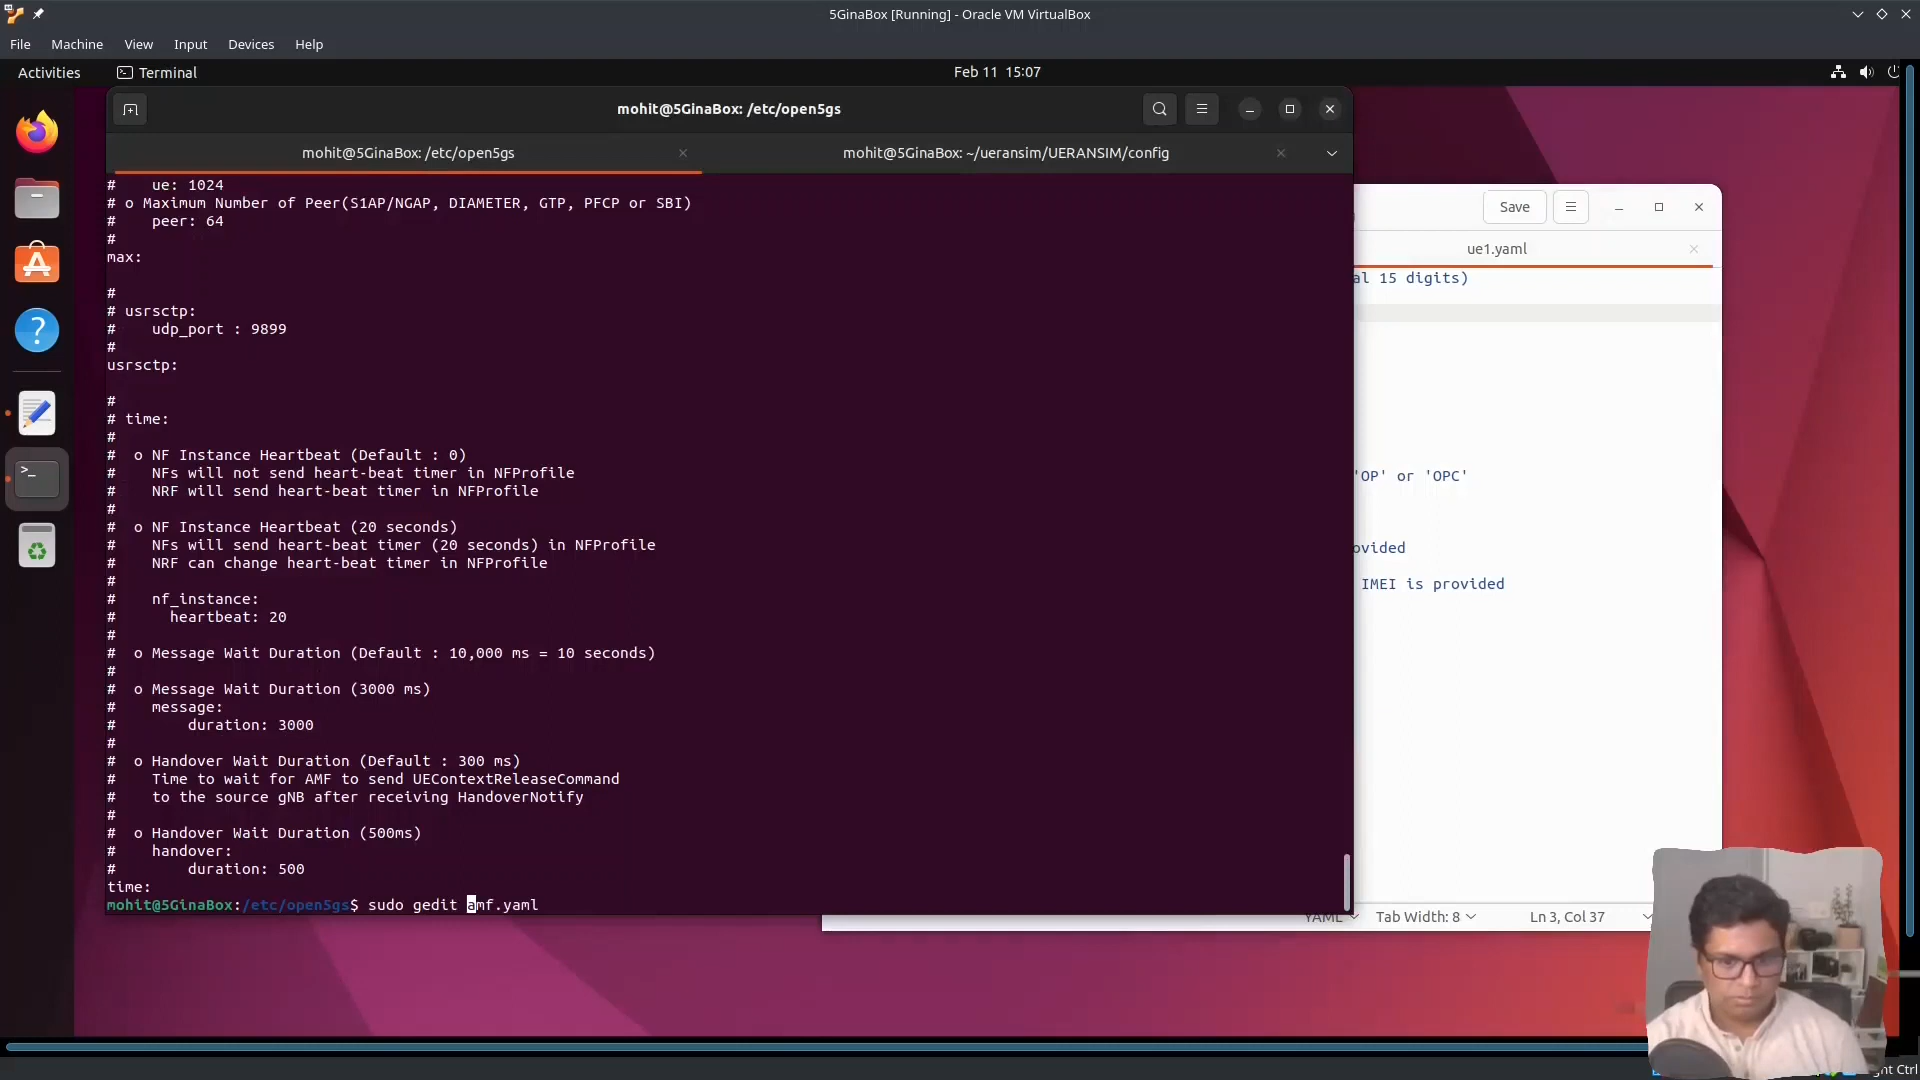 5GinaBox [Running] - Oracle VM VirtualBox
File Machine View Input Devices Help
Activities Terminal Feb 11 15:07
mohit@5GinaBox: /etc/open5gs
mohit@5GinaBox: /etc/open5gs
mohit@5GinaBox: ~/ueransim/UERANSIM/config
#    ue: 1024
# o Maximum Number of Peer(S1AP/NGAP, DIAMETER, GTP, PFCP or SBI)
#    peer: 64
#
max:
#
# usrsctp:
#    udp_port : 9899
#
usrsctp:
#
# time:
#
#  o NF Instance Heartbeat (Default : 0)
#    NFs will not send heart-beat timer in NFProfile
#    NRF will send heart-beat timer in NFProfile
#
#  o NF Instance Heartbeat (20 seconds)
#    NFs will send heart-beat timer (20 seconds) in NFProfile
#    NRF can change heart-beat timer in NFProfile
#
#    nf_instance:
#      heartbeat: 20
#
#  o Message Wait Duration (Default : 10,000 ms = 10 seconds)
#
#  o Message Wait Duration (3000 ms)
#    message:
#        duration: 3000
#
#  o Handover Wait Duration (Default : 300 ms)
#    Time to wait for AMF to send UEContextReleaseCommand
#    to the source gNB after receiving HandoverNotify
#
#  o Handover Wait Duration (500ms)
#    handover:
#        duration: 500
time:
mohit@5GinaBox:/etc/open5gs$ sudo gedit amf.yaml
Save
ue1.yaml
al 15 digits)
'OP' or 'OPC'
ovided
IMEI is provided
YAML Tab Width: 8 Ln 3, Col 37
ht Ctrl